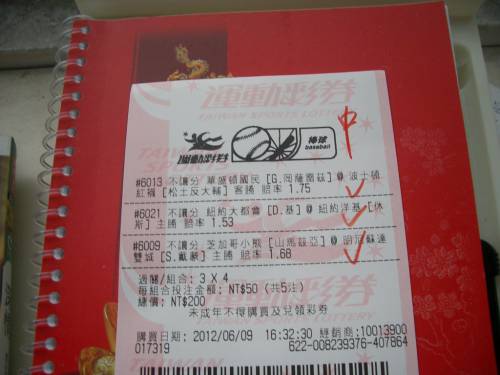 運動彩券
TAIWAN SPORTS LOTTERY
中
運動彩券
棒球
baseball
#6013 不讓分 華盛頓國民 [G.岡薩雷茲] @ 波士頓
紅襪 [松土反大輔] 客勝 賠率 1.75
#6021 不讓分 紐約大都會 [D.基] @ 紐約洋基 [休
斯] 主勝 賠率 1.53
#6009 不讓分 芝加哥小熊 [山馬茲亞] @ 明尼蘇達
雙城 [S.戴蒙] 主勝 賠率 1.68
過關/組合: 3 X 4
每組合投注金額: NT$50 (共5注)
總價: NT$200
未成年不得購買及兌領彩券
購買日期: 2012/06/09 16:32:30 經銷商:10013900
017319 622-008239376-407864